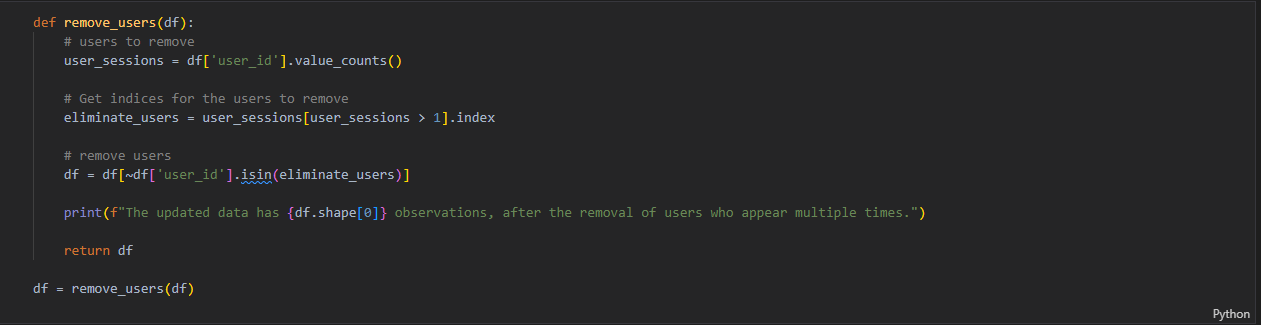 def remove_users(df):
    # users to remove
    user_sessions = df['user_id'].value_counts()
    # Get indices for the users to remove
    eliminate_users = user_sessions[user_sessions > 1].index
    # remove users
    df = df[~df['user_id'].isin(eliminate_users)]
    print(f"The updated data has {df.shape[0]} observations, after the removal of users who appear multiple times.")
    return df
df = remove_users(df)
Python